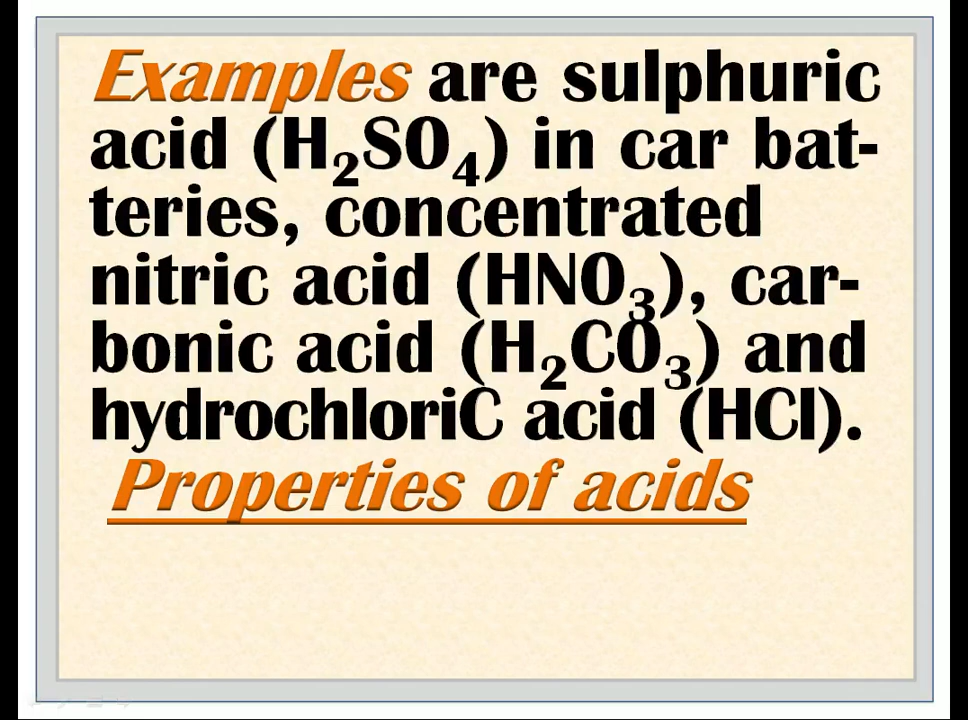 Examples are sulphuric
acid (H₂SO₄) in car bat-
teries, concentrated
nitric acid (HNO₃), car-
bonic acid (H₂CO₃) and
hydrochloriC acid (HCl).
Properties of acids